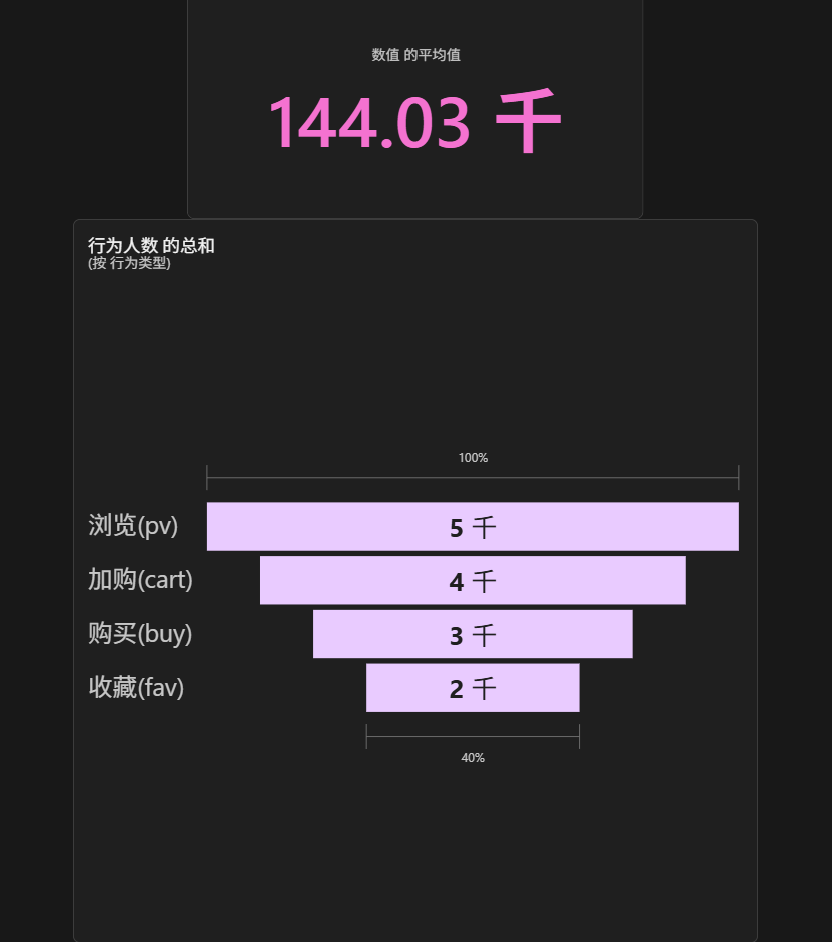 数值 的平均值
144.03 千
行为人数 的总和
(按 行为类型)
100%
浏览(pv) 5 千
加购(cart) 4 千
购买(buy) 3 千
收藏(fav) 2 千
40%